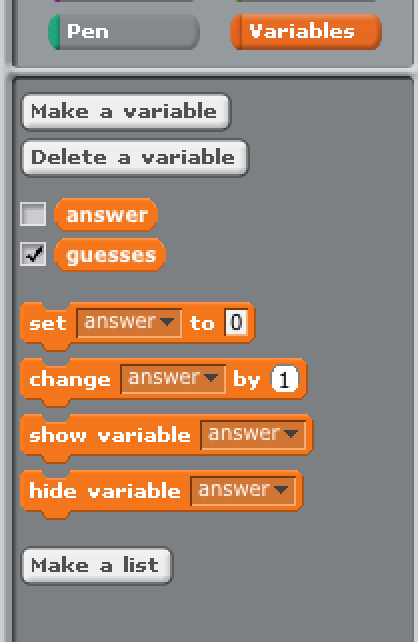 Pen Variables
Make a variable
Delete a variable
answer
guesses
set answer to 0
change answer by 1
show variable answer
hide variable answer
Make a list